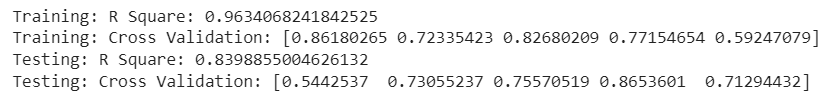 Training: R Square: 0.9634068241842525
Training: Cross Validation: [0.86180265 0.72335423 0.82680209 0.77154654 0.59247079]
Testing: R Square: 0.8398855004626132
Testing: Cross Validation: [0.5442537  0.73055237 0.75570519 0.8653601  0.71294432]